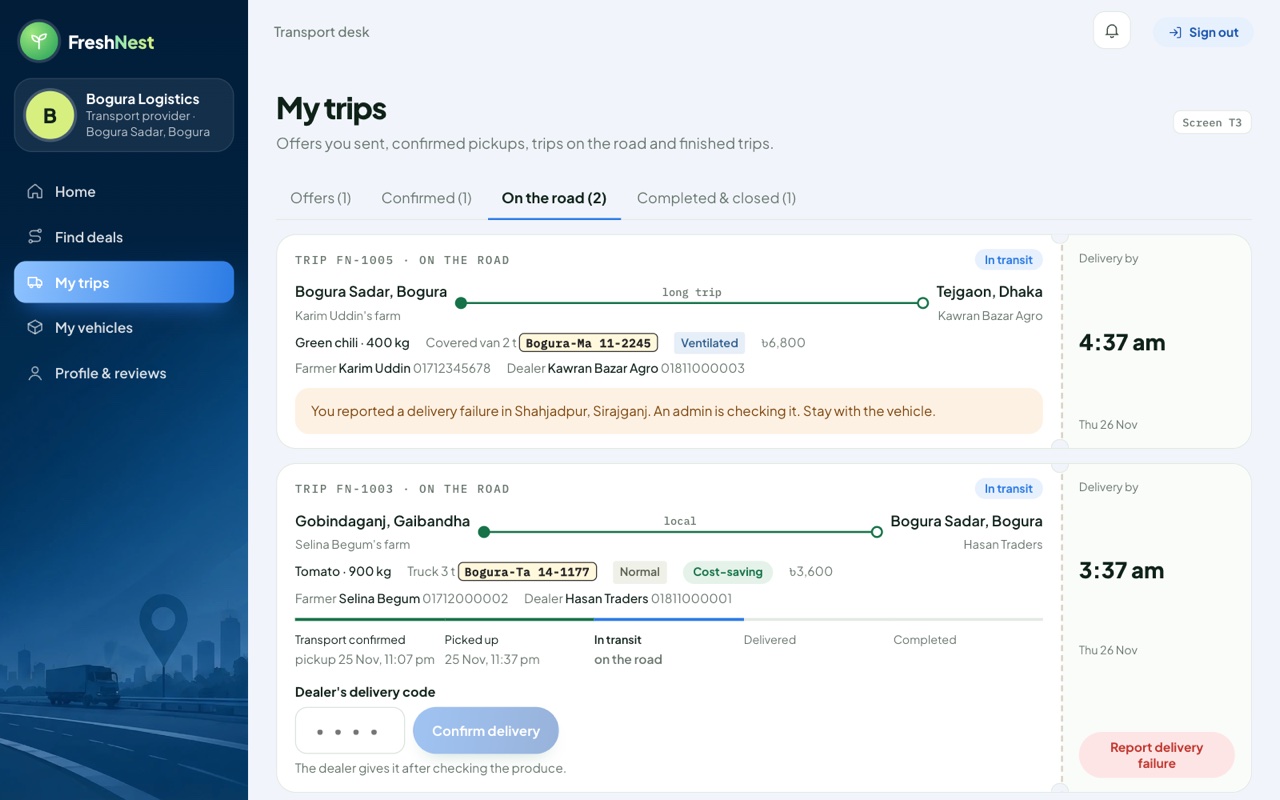 FreshNest
B
Bogura Logistics
Transport provider ·
Bogura Sadar, Bogura
Home
Find deals
My trips
My vehicles
Profile & reviews
Transport desk
Sign out
My trips
Offers you sent, confirmed pickups, trips on the road and finished trips.
Screen T3
Offers (1)
Confirmed (1)
On the road (2)
Completed & closed (1)
TRIP FN-1005 · ON THE ROAD
In transit
Bogura Sadar, Bogura
long trip
Tejgaon, Dhaka
Karim Uddin's farm
Kawran Bazar Agro
Green chili · 400 kg
Covered van 2 t
Bogura-Ma 11-2245
Ventilated
৳6,800
Farmer Karim Uddin 01712345678
Dealer Kawran Bazar Agro 01811000003
You reported a delivery failure in Shahjadpur, Sirajganj. An admin is checking it. Stay with the vehicle.
Delivery by
4:37 am
Thu 26 Nov
TRIP FN-1003 · ON THE ROAD
In transit
Gobindaganj, Gaibandha
local
Bogura Sadar, Bogura
Selina Begum's farm
Hasan Traders
Tomato · 900 kg
Truck 3 t
Bogura-Ta 14-1177
Normal
Cost-saving
৳3,600
Farmer Selina Begum 01712000002
Dealer Hasan Traders 01811000001
Transport confirmed
Picked up
In transit
Delivered
Completed
pickup 25 Nov, 11:07 pm
25 Nov, 11:37 pm
on the road
Dealer's delivery code
Confirm delivery
The dealer gives it after checking the produce.
Delivery by
3:37 am
Thu 26 Nov
Report delivery
failure